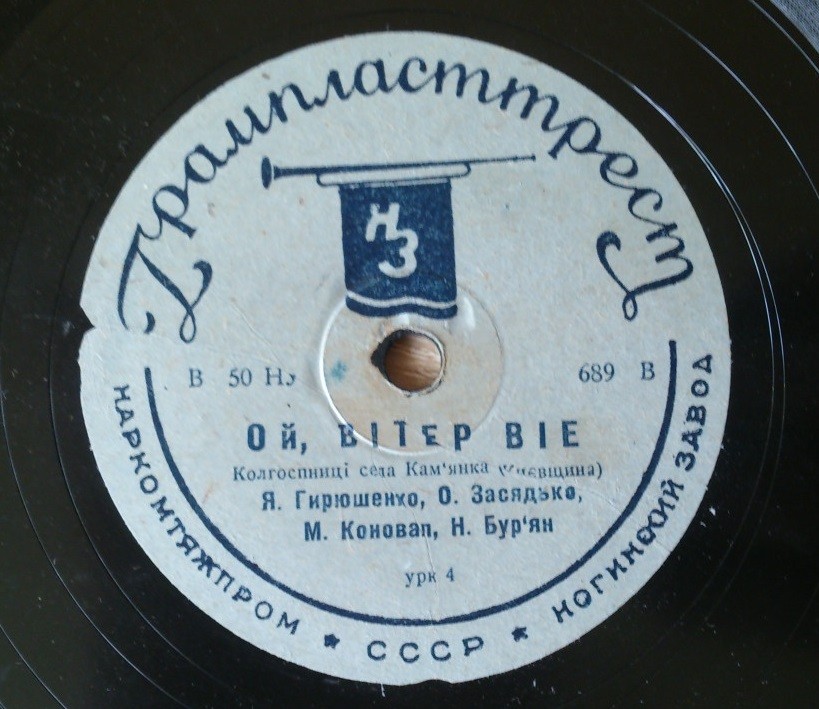 Грампласттрест
НЗ
В 50 Н
689 В
Ой, ВІТЕР ВІЕ
Колгоспниці села Кам'янка
Я. Гирюшенко, О. Засядько,
М. Коновал, Н. Бур'ян
урк 4
НАРКОМТЯЖПРОМ ★ СССР ★ НОГИНСКИЙ ЗАВОД